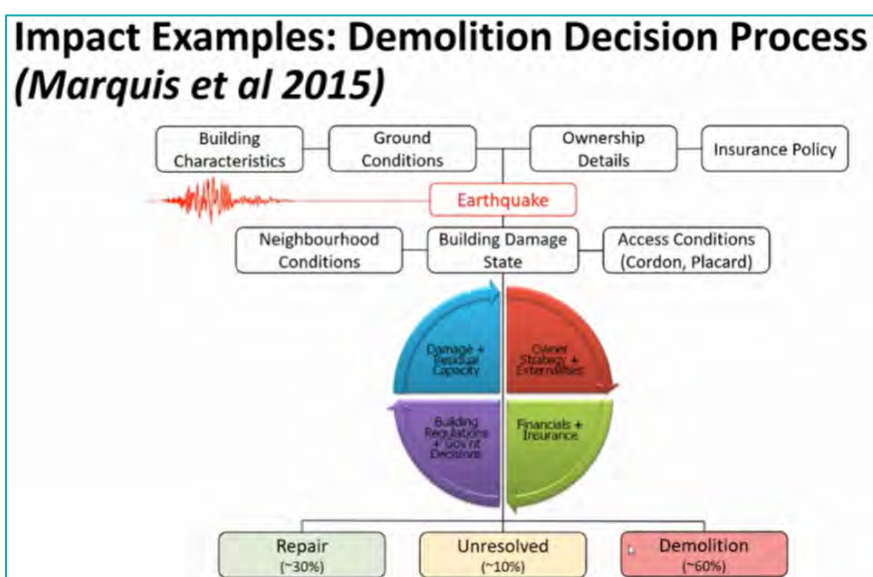 Impact Examples: Demolition Decision Process
(Marquis et al 2015)
Building
Characteristics
Ground
Conditions
Ownership
Details
Insurance Policy
Earthquake
Neighbourhood
Conditions
Building Damage
State
Access Conditions
(Cordon, Placard)
Damage +
Residual
Capacity
Owner
Strategy +
Externalities
Building
Regulations
+ Gov't
Decisions
Financials +
Insurance
Repair
(~30%)
Unresolved
(~10%)
Demolition
(~60%)